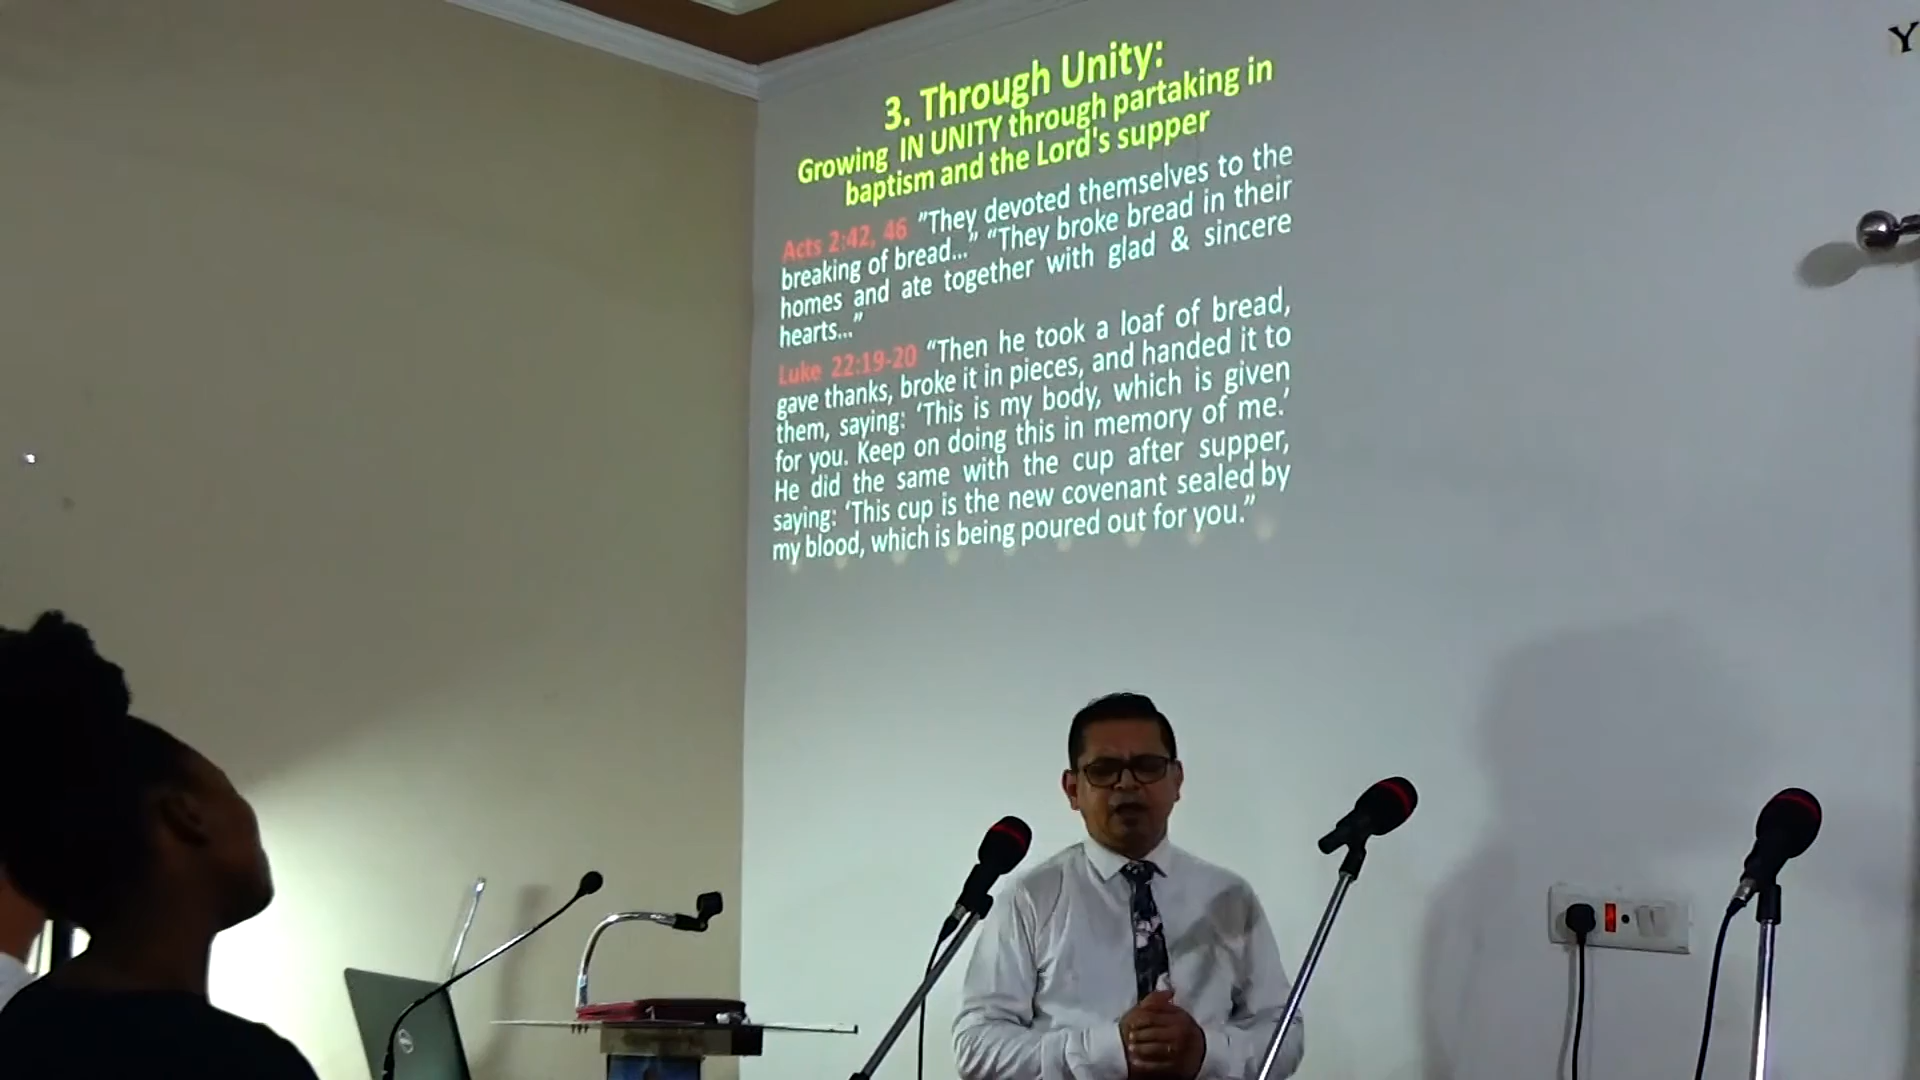 3. Through Unity:
Growing IN UNITY through partaking in
baptism and the Lord's supper
Acts 2:42, 46 "They devoted themselves to the
breaking of bread..." “They broke bread in their
homes and ate together with glad & sincere
hearts...”
Luke 22:19-20 “Then he took a loaf of bread,
gave thanks, broke it in pieces, and handed it to
them, saying: ‘This is my body, which is given
for you. Keep on doing this in memory of me.’
He did the same with the cup after supper,
saying: ‘This cup is the new covenant sealed by
my blood, which is being poured out for you.”
Y